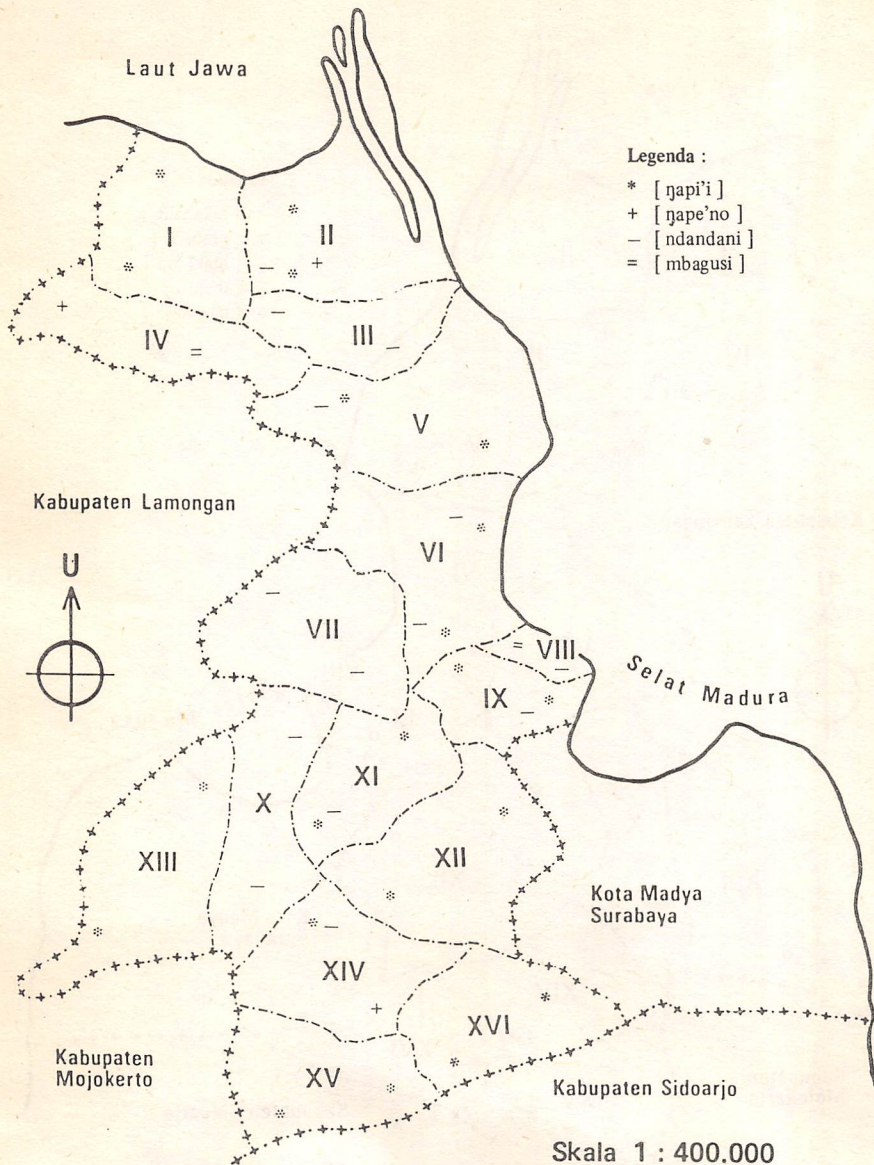 Laut Jawa
Legenda :
* [ ŋapi'i ]
+ [ ŋape'no ]
– [ ndandani ]
= [ mbagusi ]
I
II
III
IV
V
Kabupaten Lamongan
U
VI
VII
VIII
Selat Madura
IX
X
XI
XII
XIII
Kota Madya
Surabaya
XIV
XVI
Kabupaten
Mojokerto
XV
Kabupaten Sidoarjo
Skala 1 : 400.000